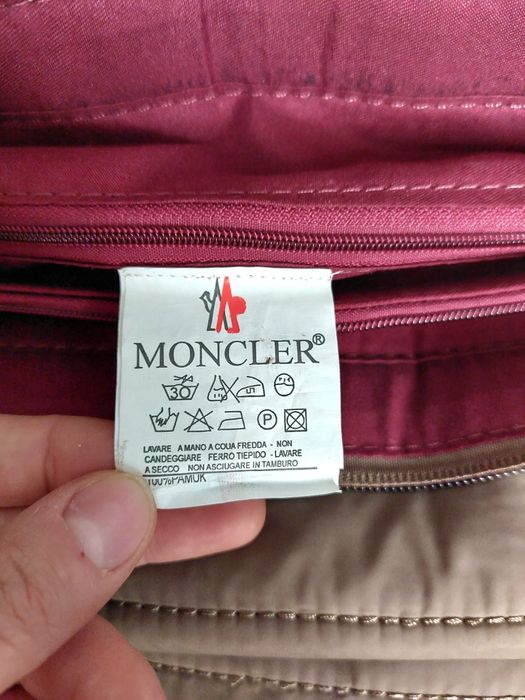 MONCLER®
30
P
LAVARE A MANO A COUA FREDDA - NON
CANDEGGIARE FERRO TIEPIDO - LAVARE
A SECCO NON ASCIUGARE IN TAMBURO
100%PAMUK